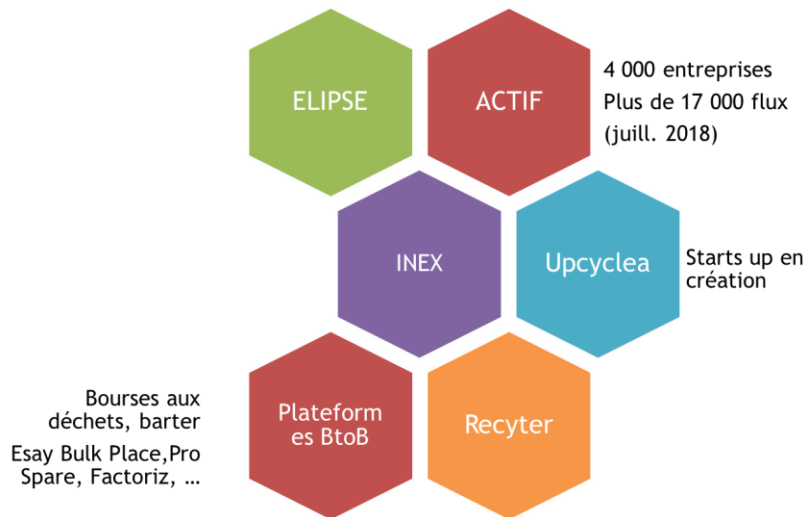 ELIPSE
ACTIF
4 000 entreprises
Plus de 17 000 flux
(juill. 2018)
INEX
Upcyclea
Starts up en
création
Bourses aux
déchets, barter
Esay Bulk Place,Pro
Spare, Factoriz, …
Plateform
es BtoB
Recyter